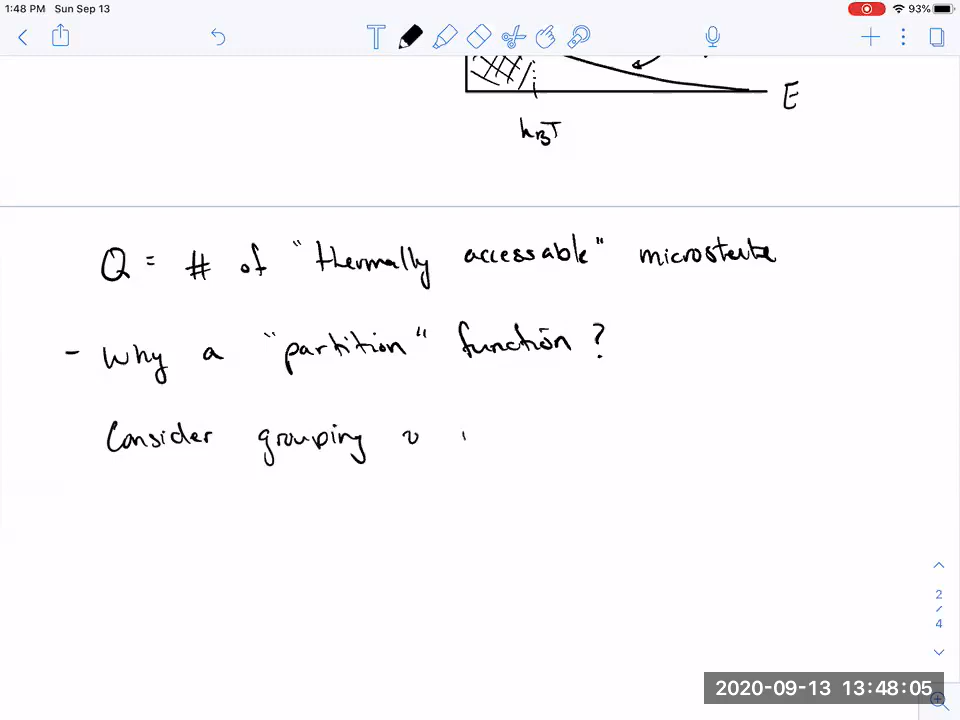 1:48 PM Sun Sep 13
93%
E
kBT
Q = # of "thermally accessable" microstate
- Why a "partition" function ?
Consider grouping
2
/
4
2020-09-13 13:48:05